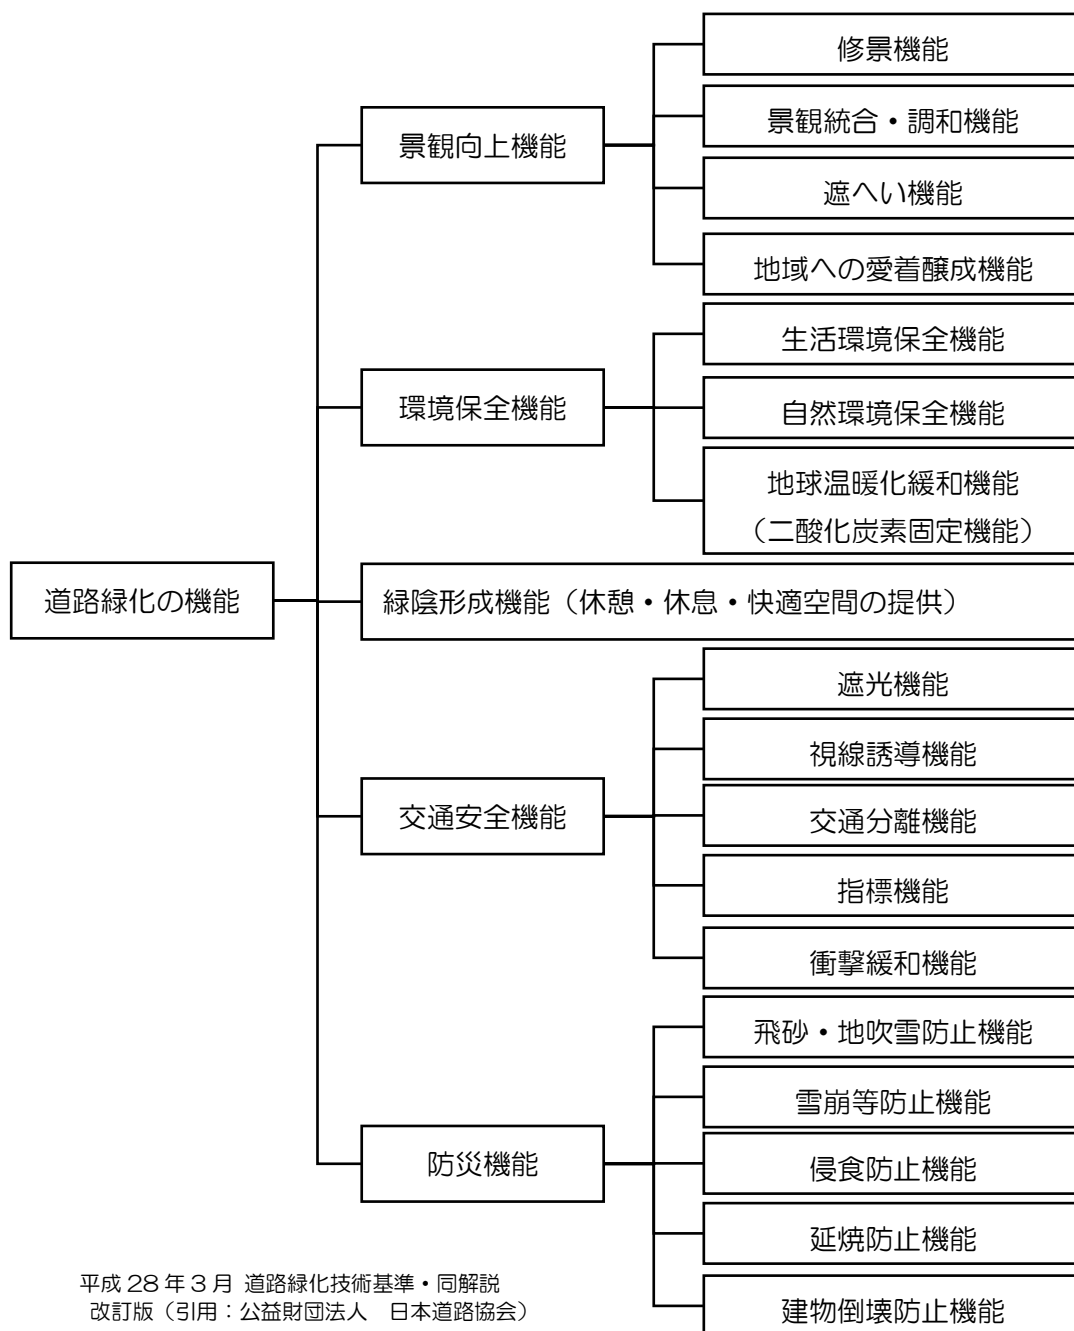 道路緑化の機能
景観向上機能
修景機能
景観統合・調和機能
遮へい機能
地域への愛着醸成機能
環境保全機能
生活環境保全機能
自然環境保全機能
地球温暖化緩和機能
（二酸化炭素固定機能）
緑陰形成機能（休憩・休息・快適空間の提供）
交通安全機能
遮光機能
視線誘導機能
交通分離機能
指標機能
衝撃緩和機能
防災機能
飛砂・地吹雪防止機能
雪崩等防止機能
侵食防止機能
延焼防止機能
建物倒壊防止機能
平成28年3月 道路緑化技術基準・同解説
改訂版（引用：公益財団法人　日本道路協会）